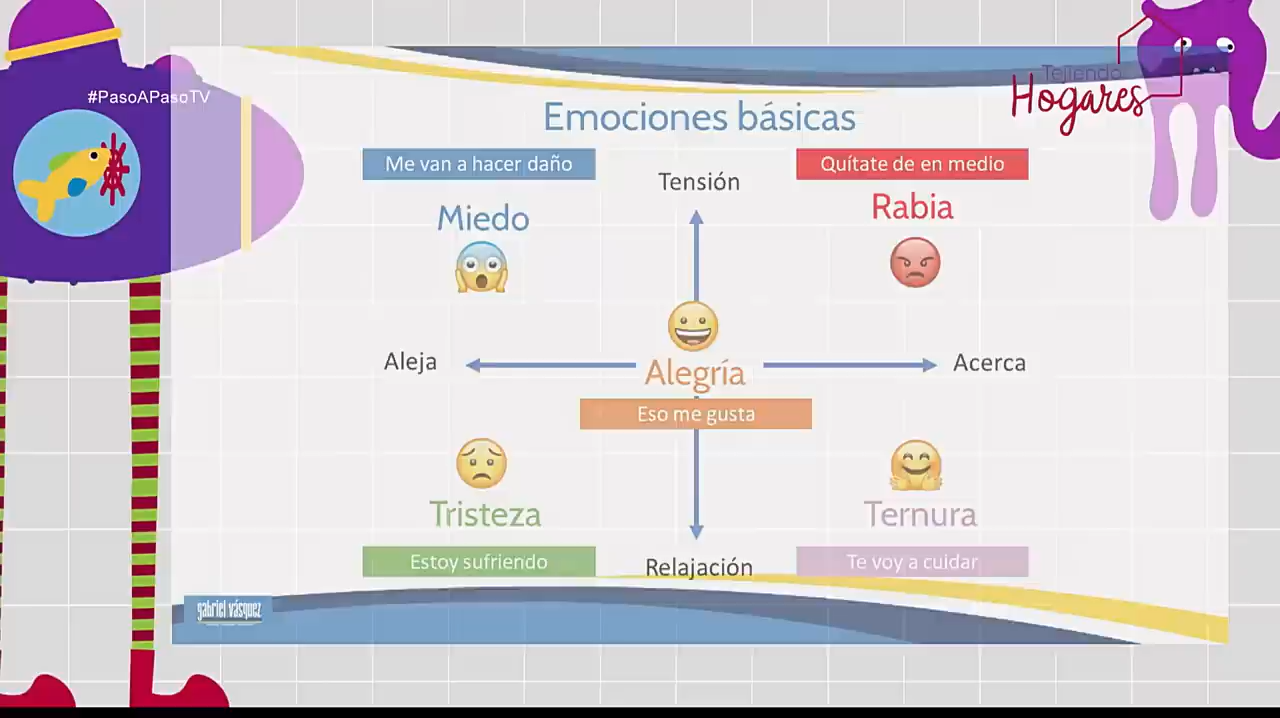 #PasoAPasoTV
Tejiendo
Hogares
Emociones básicas
Me van a hacer daño
Quítate de en medio
Tensión
Miedo
Rabia
Aleja
Alegría
Acerca
Eso me gusta
Tristeza
Ternura
Estoy sufriendo
Relajación
Te voy a cuidar
gabriel vásquez